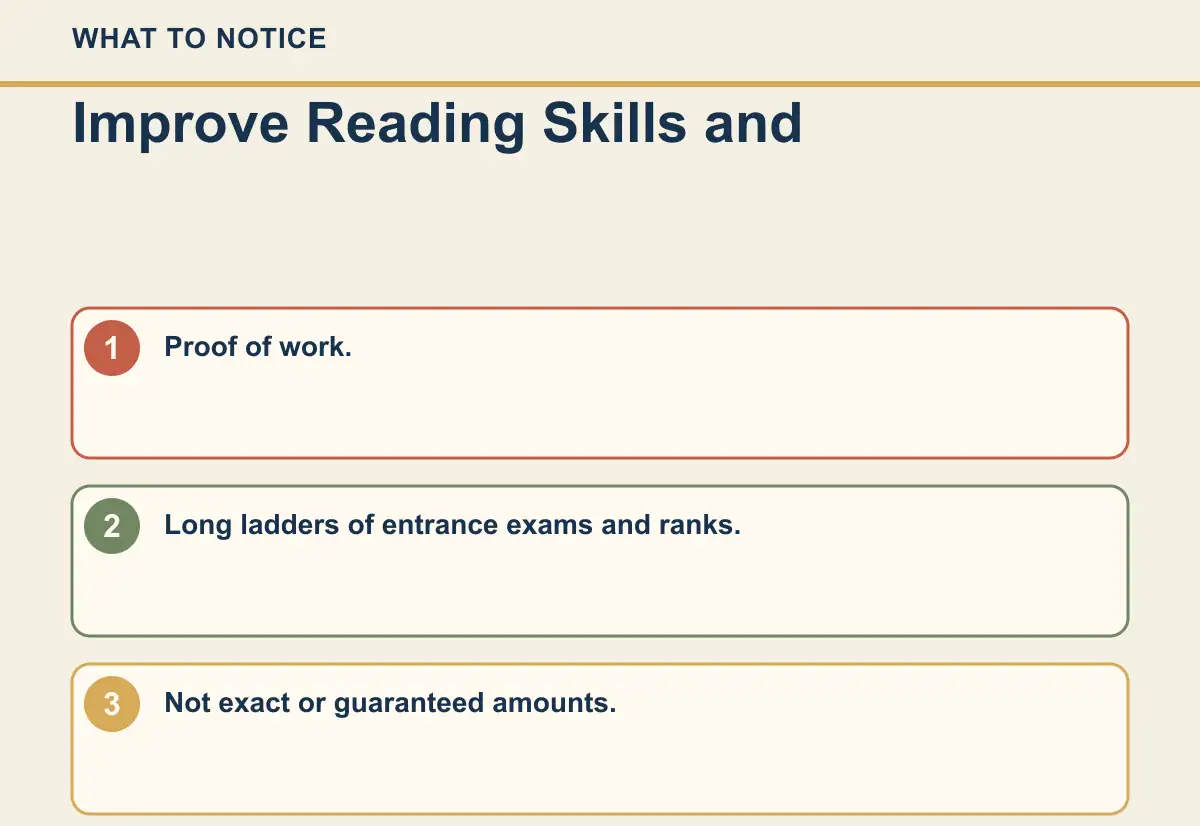 WHAT TO NOTICE
Improve Reading Skills and
1 Proof of work.
2 Long ladders of entrance exams and ranks.
3 Not exact or guaranteed amounts.